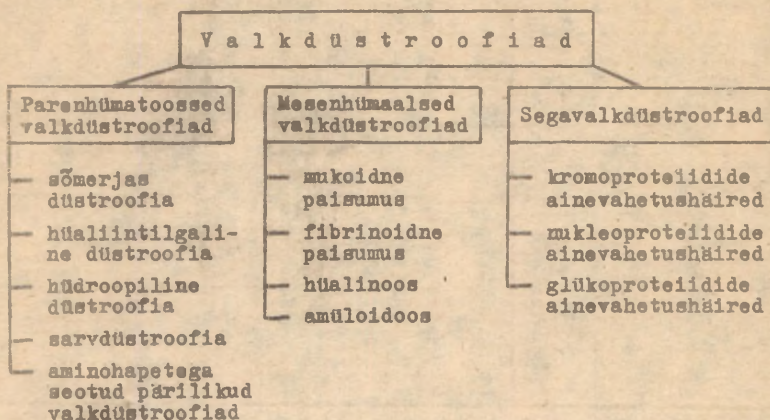 Valkdüstroofiad
Parenhümatoossed
valkdüstroofiad
sõmerjas
düstroofia
hüaliintilgali-
ne düstroofia
hüdroopiline
düstroofia
sarvdüstroofia
aminohapetega
seotud pärilikud
valkdüstroofiad
Mesenhümaalsed
valkdüstroofiad
mukoidne
paisumus
fibrinoidne
paisumus
hüalinoos
amüloidoos
Segavalkdüstroofiad
kromoproteiidide
ainevahetushäired
nukleoproteiidide
ainevahetushäired
glükoproteiidide
ainevahetushäired